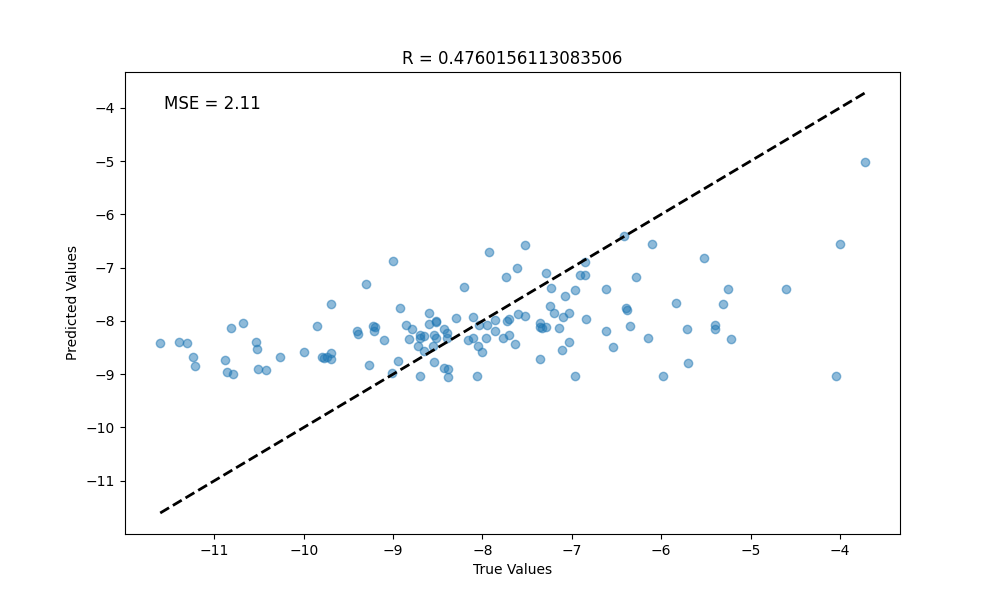 R = 0.4760156113083506
MSE = 2.11
Predicted Values
−4
−5
−6
−7
−8
−9
−10
−11
−11 −10 −9 −8 −7 −6 −5 −4
True Values